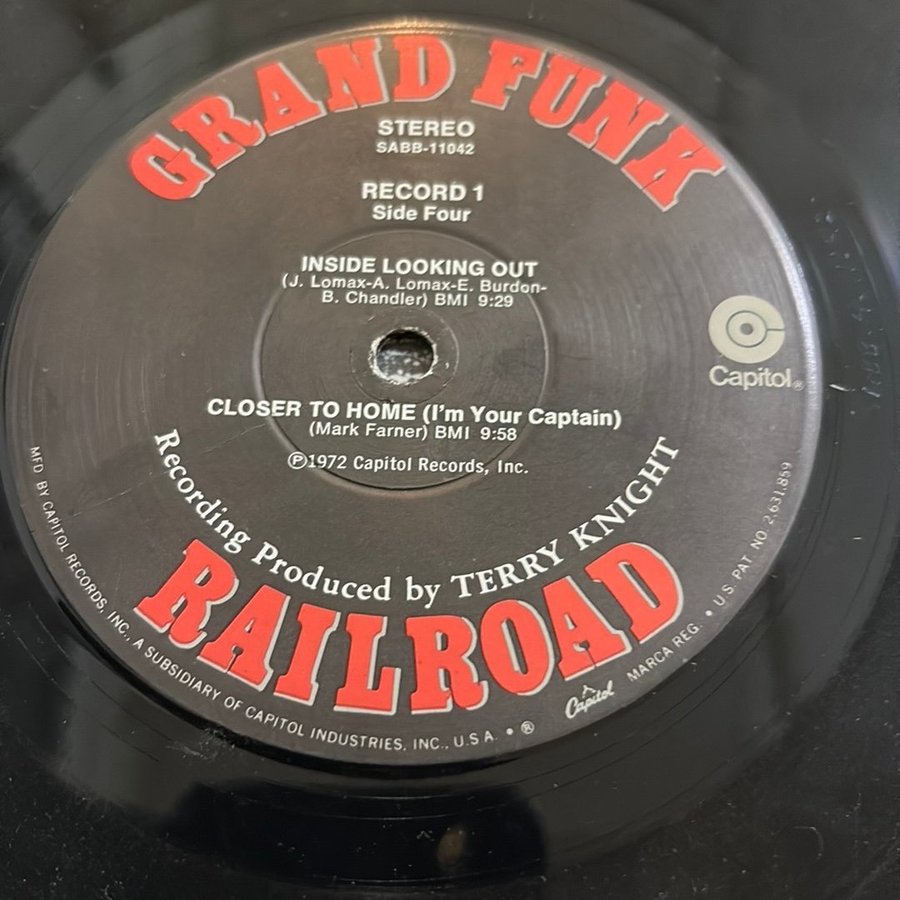 GRAND FUNK
STEREO
SABB-11042
RECORD 1
Side Four
INSIDE LOOKING OUT
(J. Lomax-A. Lomax-E. Burdon-
B. Chandler) BMI 9:29
Capitol®
CLOSER TO HOME (I'm Your Captain)
(Mark Farner) BMI 9:58
℗1972 Capitol Records, Inc.
Recording Produced by TERRY KNIGHT
RAILROAD
MFD BY CAPITOL RECORDS, INC., A SUBSIDIARY OF CAPITOL INDUSTRIES, INC., U.S.A. • ® Capitol MARCA REG. • U.S. PAT NO. 2,631,859